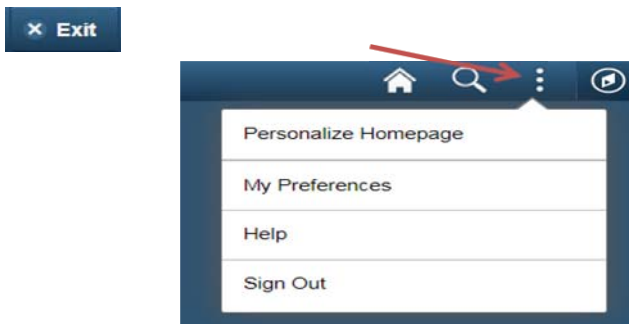 Exit
Personalize Homepage
My Preferences
Help
Sign Out